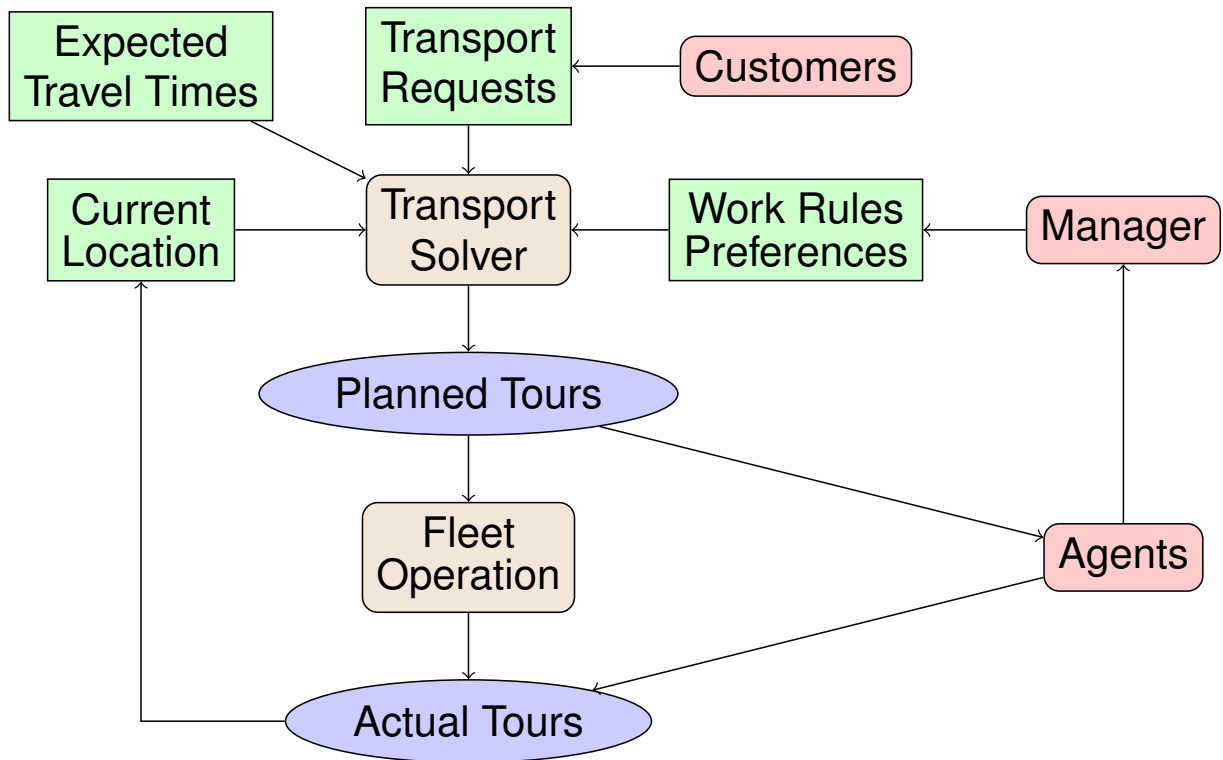 Expected
Travel Times
Transport
Requests
Customers
Current
Location
Transport
Solver
Work Rules
Preferences
Manager
Planned Tours
Fleet
Operation
Agents
Actual Tours